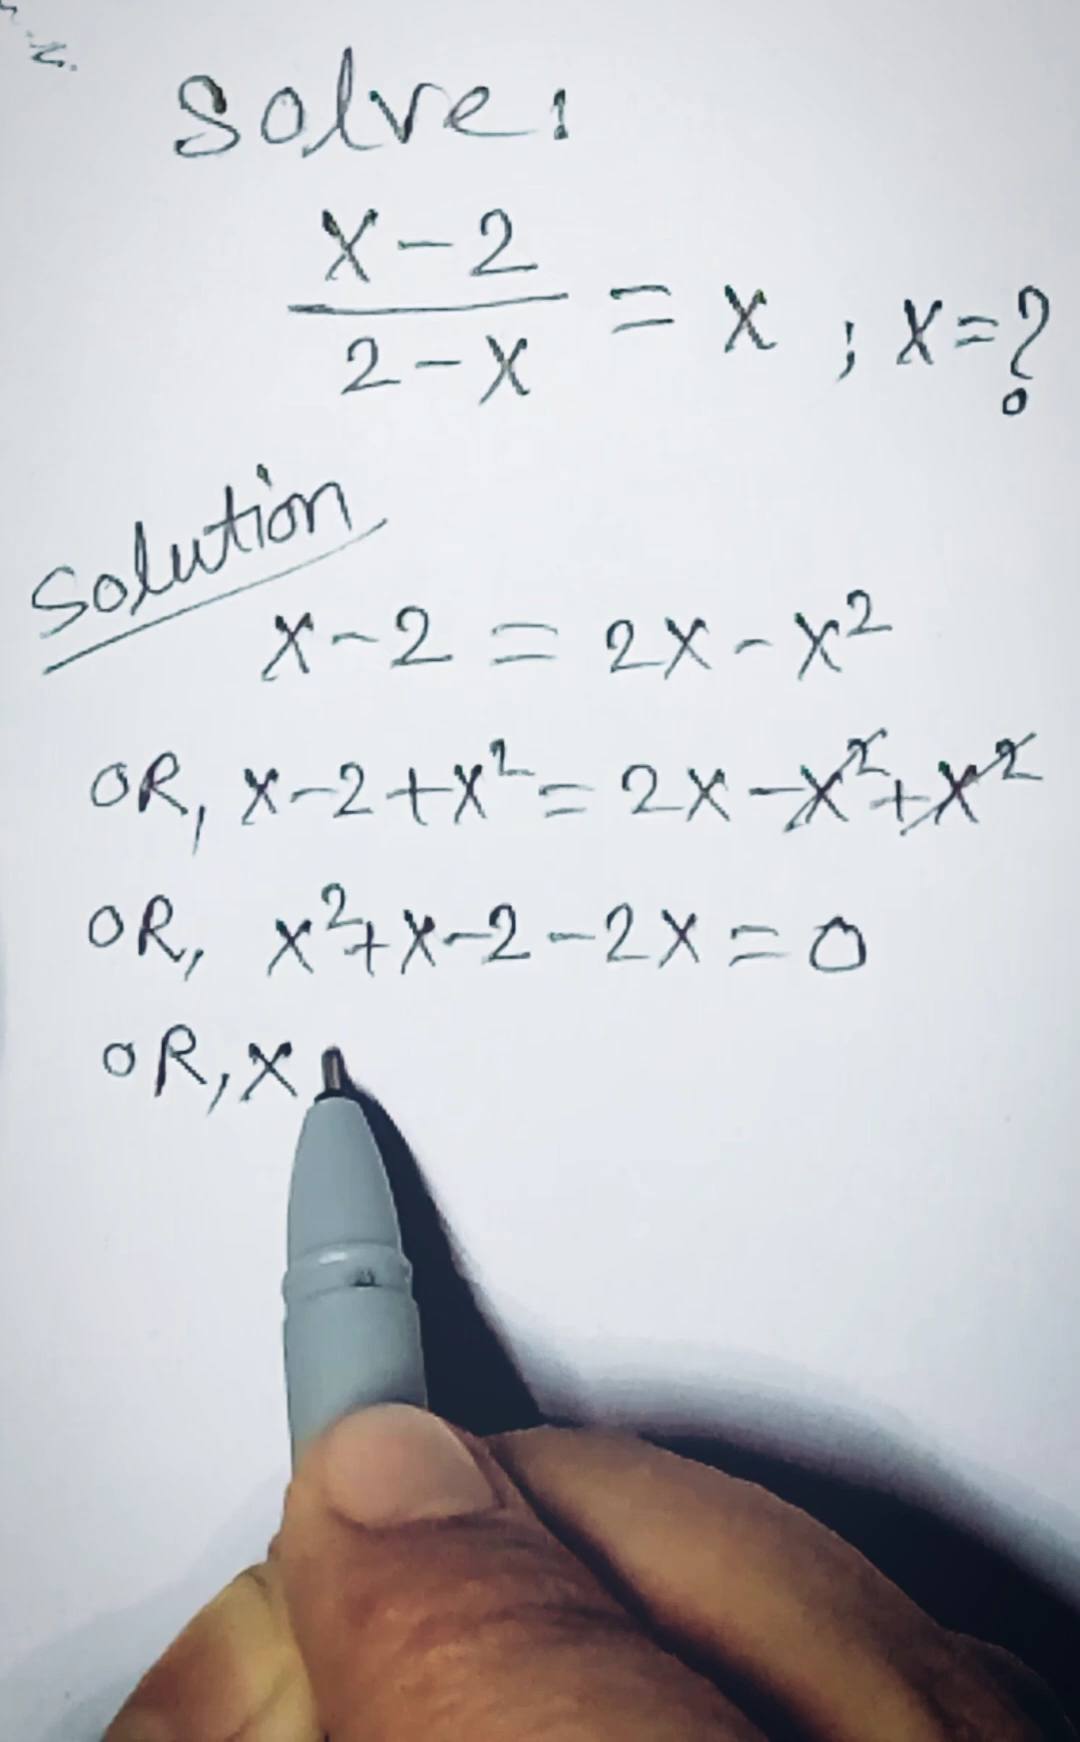 Solve:
x-2
2-x
= x ; x=?
Solution
x-2 = 2x-x²
OR, x-2+x² = 2x-x²+x²
OR, x²+x-2-2x=0
OR, x